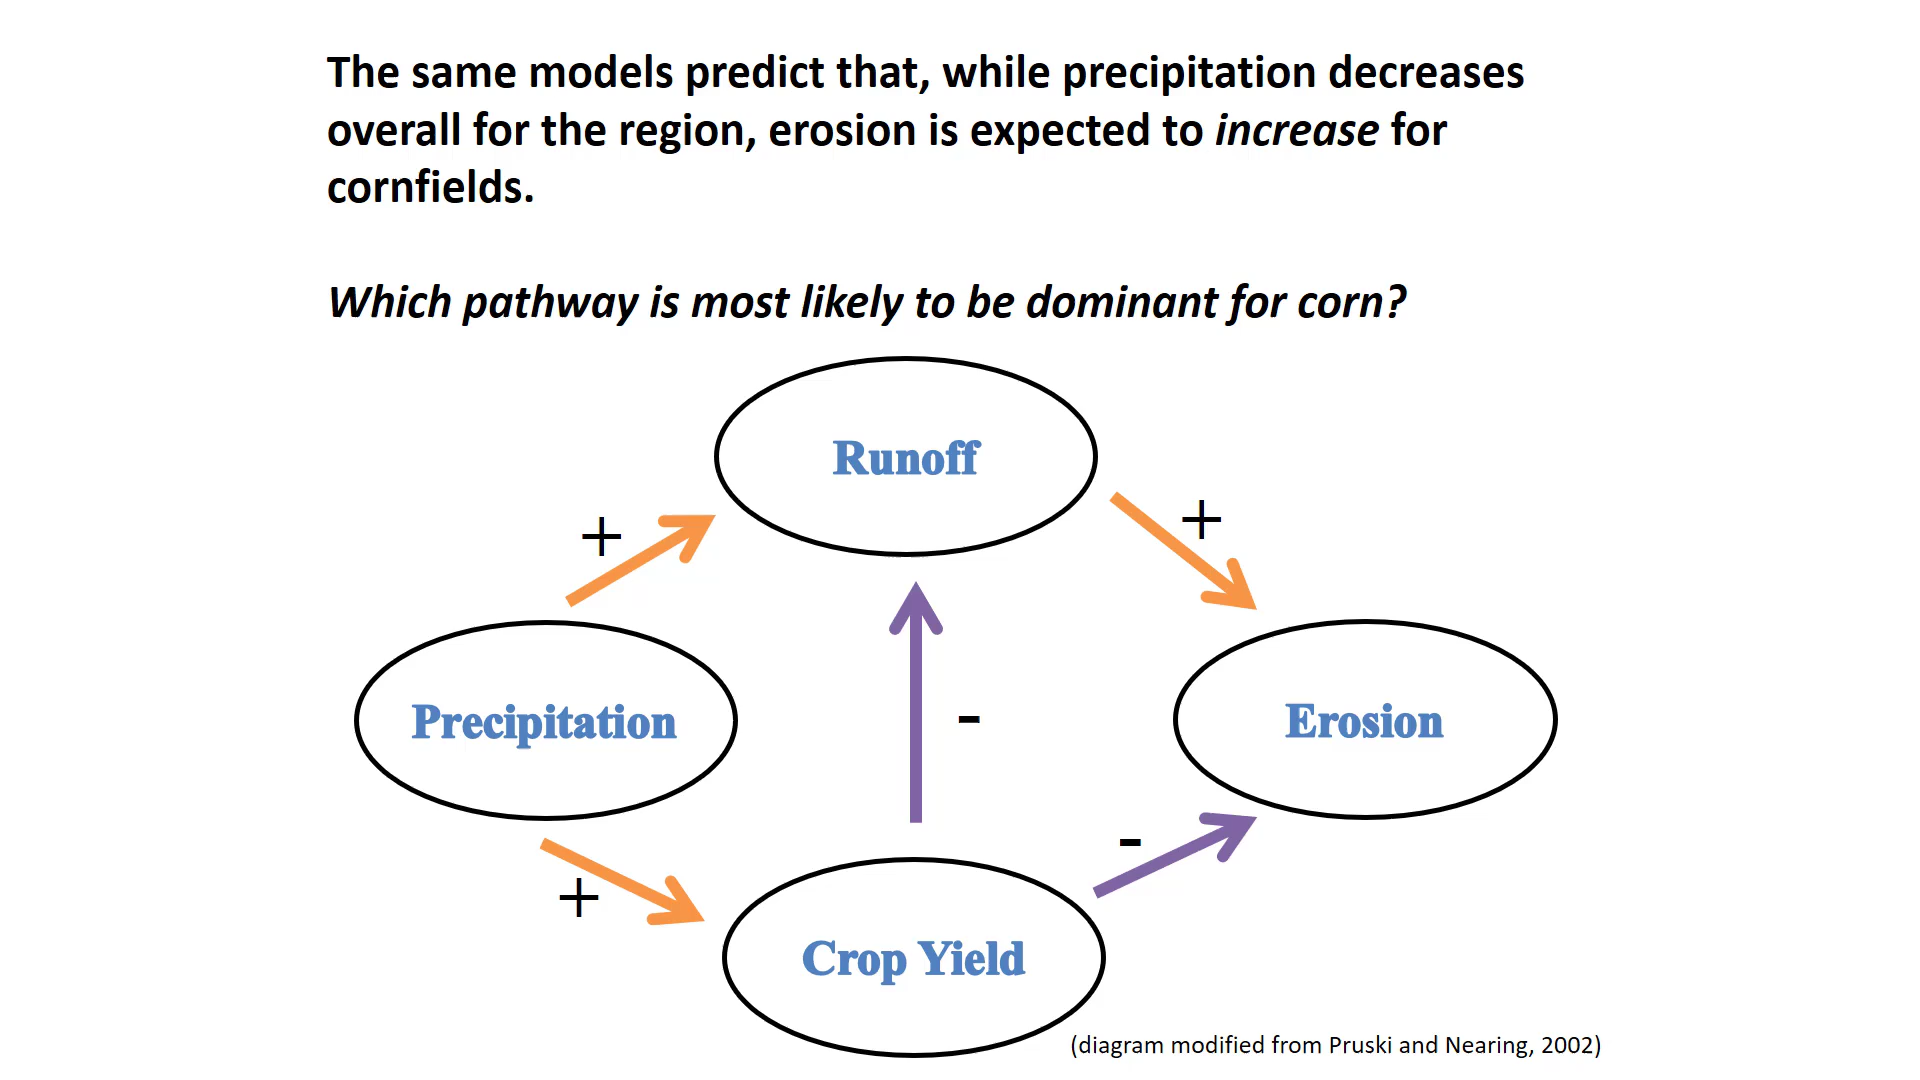 The same models predict that, while precipitation decreases
overall for the region, erosion is expected to increase for
cornfields.
Which pathway is most likely to be dominant for corn?
Runoff
+
+
Precipitation
-
Erosion
+
-
Crop Yield
(diagram modified from Pruski and Nearing, 2002)